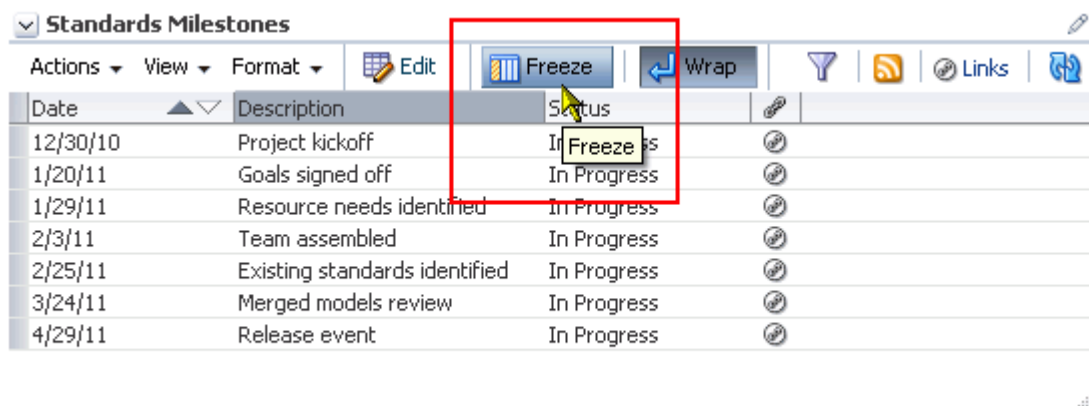 Standards Milestones
Actions View Format Edit Freeze Wrap Links
Date Description Status
12/30/10 Project kickoff Freeze
1/20/11 Goals signed off In Progress
1/29/11 Resource needs identified In Progress
2/3/11 Team assembled In Progress
2/25/11 Existing standards identified In Progress
3/24/11 Merged models review In Progress
4/29/11 Release event In Progress